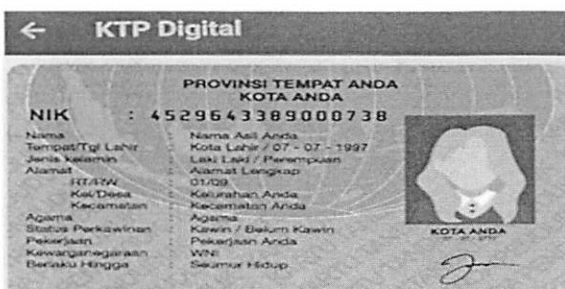 KTP Digital
PROVINSI TEMPAT ANDA
KOTA ANDA
NIK : 4529643389000738
Nama : Nama Asli Anda
Tempat/Tgl Lahir : Kota Lahir / 07 - 07 - 1997
Jenis kelamin : Laki Laki / Perempuan
Alamat : Alamat Lengkap
RT/RW : 01/09
Kel/Desa : Kelurahan Anda
Kecamatan : Kecamatan Anda
Agama : Agama
Status Perkawinan : Kawin / Belum Kawin
Pekerjaan : Pekerjaan Anda
Kewarganegaraan : WNI
Berlaku Hingga : Seumur Hidup
KOTA ANDA